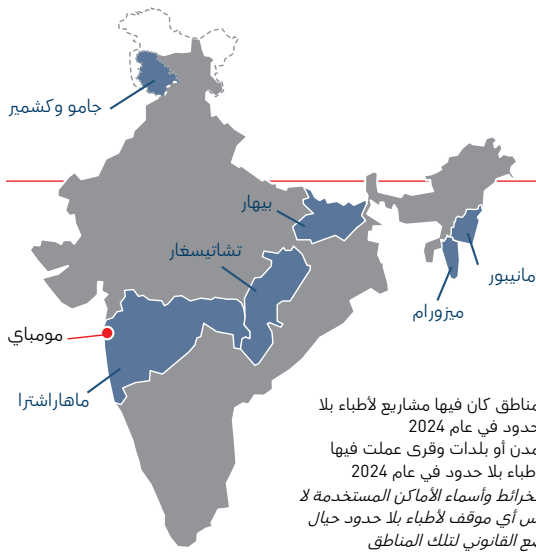 جامو وكشمير
بيهار
تشاتيسغار
مانيبور
ميزورام
مومباي
ماهاراشترا
مناطق كان فيها مشاريع لأطباء بلا
حدود في عام 2024
مدن أو بلدات وقرى عملت فيها
أطباء بلا حدود في عام 2024
الخرائط وأسماء الأماكن المستخدمة لا
أي موقف لأطباء بلا حدود حيال
القانوني لتلك المناطق